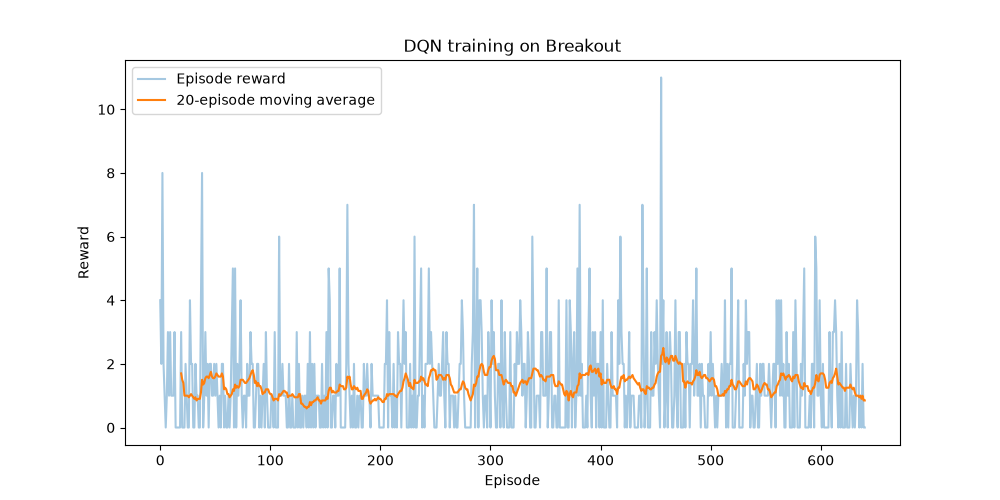 DQN training on Breakout
Episode reward
20-episode moving average
10
8
6
4
2
0
Reward
0 100 200 300 400 500 600
Episode